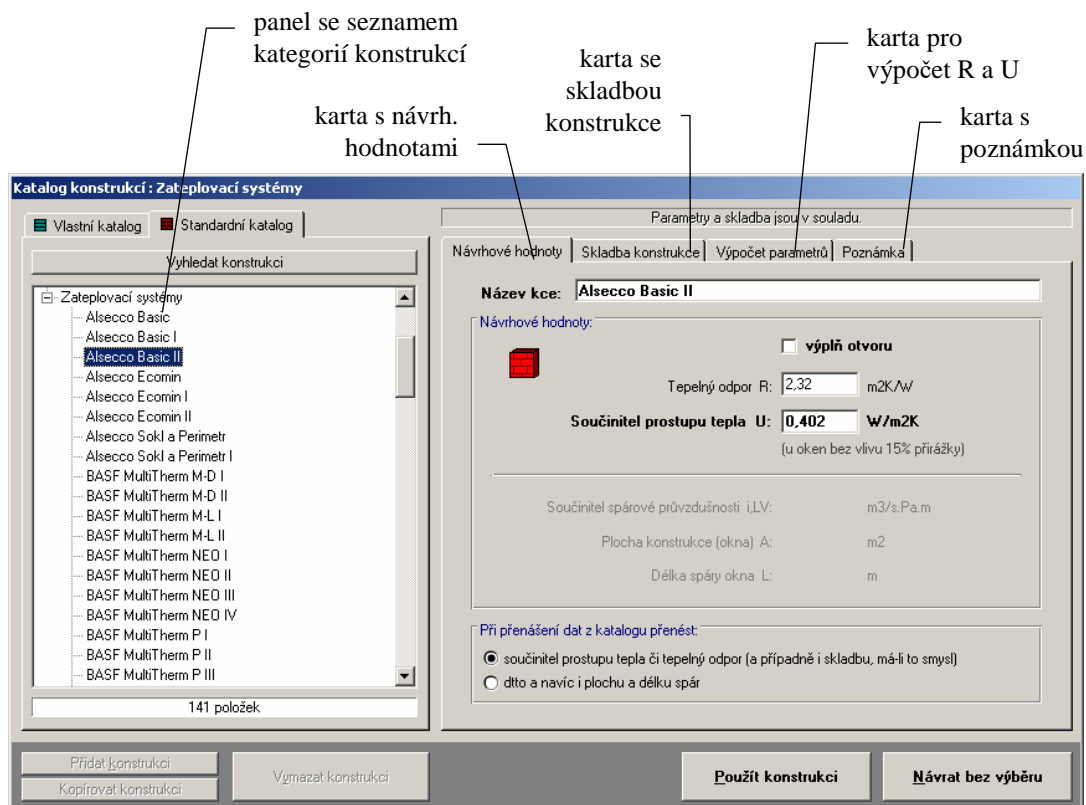 panel se seznamem
kategorií konstrukcí
karta se
skladbou
konstrukce
karta pro
výpočet R a U
karta s návrh.
hodnotami
karta s
poznámkou
Katalog konstrukcí : Zateplovací systémy
Vlastní katalog
Standardní katalog
Vyhledat konstrukci
Zateplovací systémy
Alsecco Basic
Alsecco Basic I
Alsecco Basic II
Alsecco Ecomin
Alsecco Ecomin I
Alsecco Ecomin II
Alsecco Sokl a Perimetr
Alsecco Sokl a Perimetr I
BASF MultiTherm M-D I
BASF MultiTherm M-D II
BASF MultiTherm M-L I
BASF MultiTherm M-L II
BASF MultiTherm NEO I
BASF MultiTherm NEO II
BASF MultiTherm NEO III
BASF MultiTherm NEO IV
BASF MultiTherm P I
BASF MultiTherm P II
BASF MultiTherm P III
141 položek
Parametry a skladba jsou v souladu.
Návrhové hodnoty Skladba konstrukce Výpočet parametrů Poznámka
Název kce: Alsecco Basic II
Návrhové hodnoty:
výplň otvoru
Tepelný odpor R: 2,32 m2K/W
Součinitel prostupu tepla U: 0,402 W/m2K
(u oken bez vlivu 15% přirážky)
Součinitel spárové průvzdušnosti i,LV: m3/s.Pa.m
Plocha konstrukce (okna) A: m2
Délka spáry okna L: m
Při přenášení dat z katalogu přenést:
součinitel prostupu tepla či tepelný odpor (a případně i skladbu, má-li to smysl)
dtto a navíc i plochu a délku spár
Přidat konstrukci
Kopírovat konstrukci
Vymazat konstrukci
Použít konstrukci
Návrat bez výběru